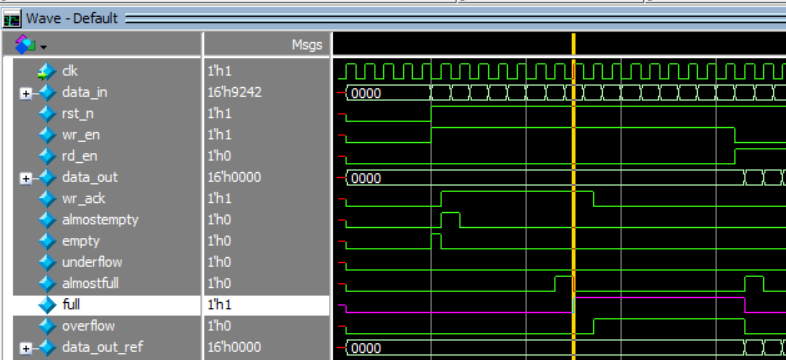 Wave - Default
Msgs
clk 1'h1
data_in 16'h9242 0000
rst_n 1'h1
wr_en 1'h1
rd_en 1'h0
data_out 16'h0000 0000
wr_ack 1'h1
almostempty 1'h0
empty 1'h0
underflow 1'h0
almostfull 1'h0
full 1'h1
overflow 1'h0
data_out_ref 16'h0000 0000